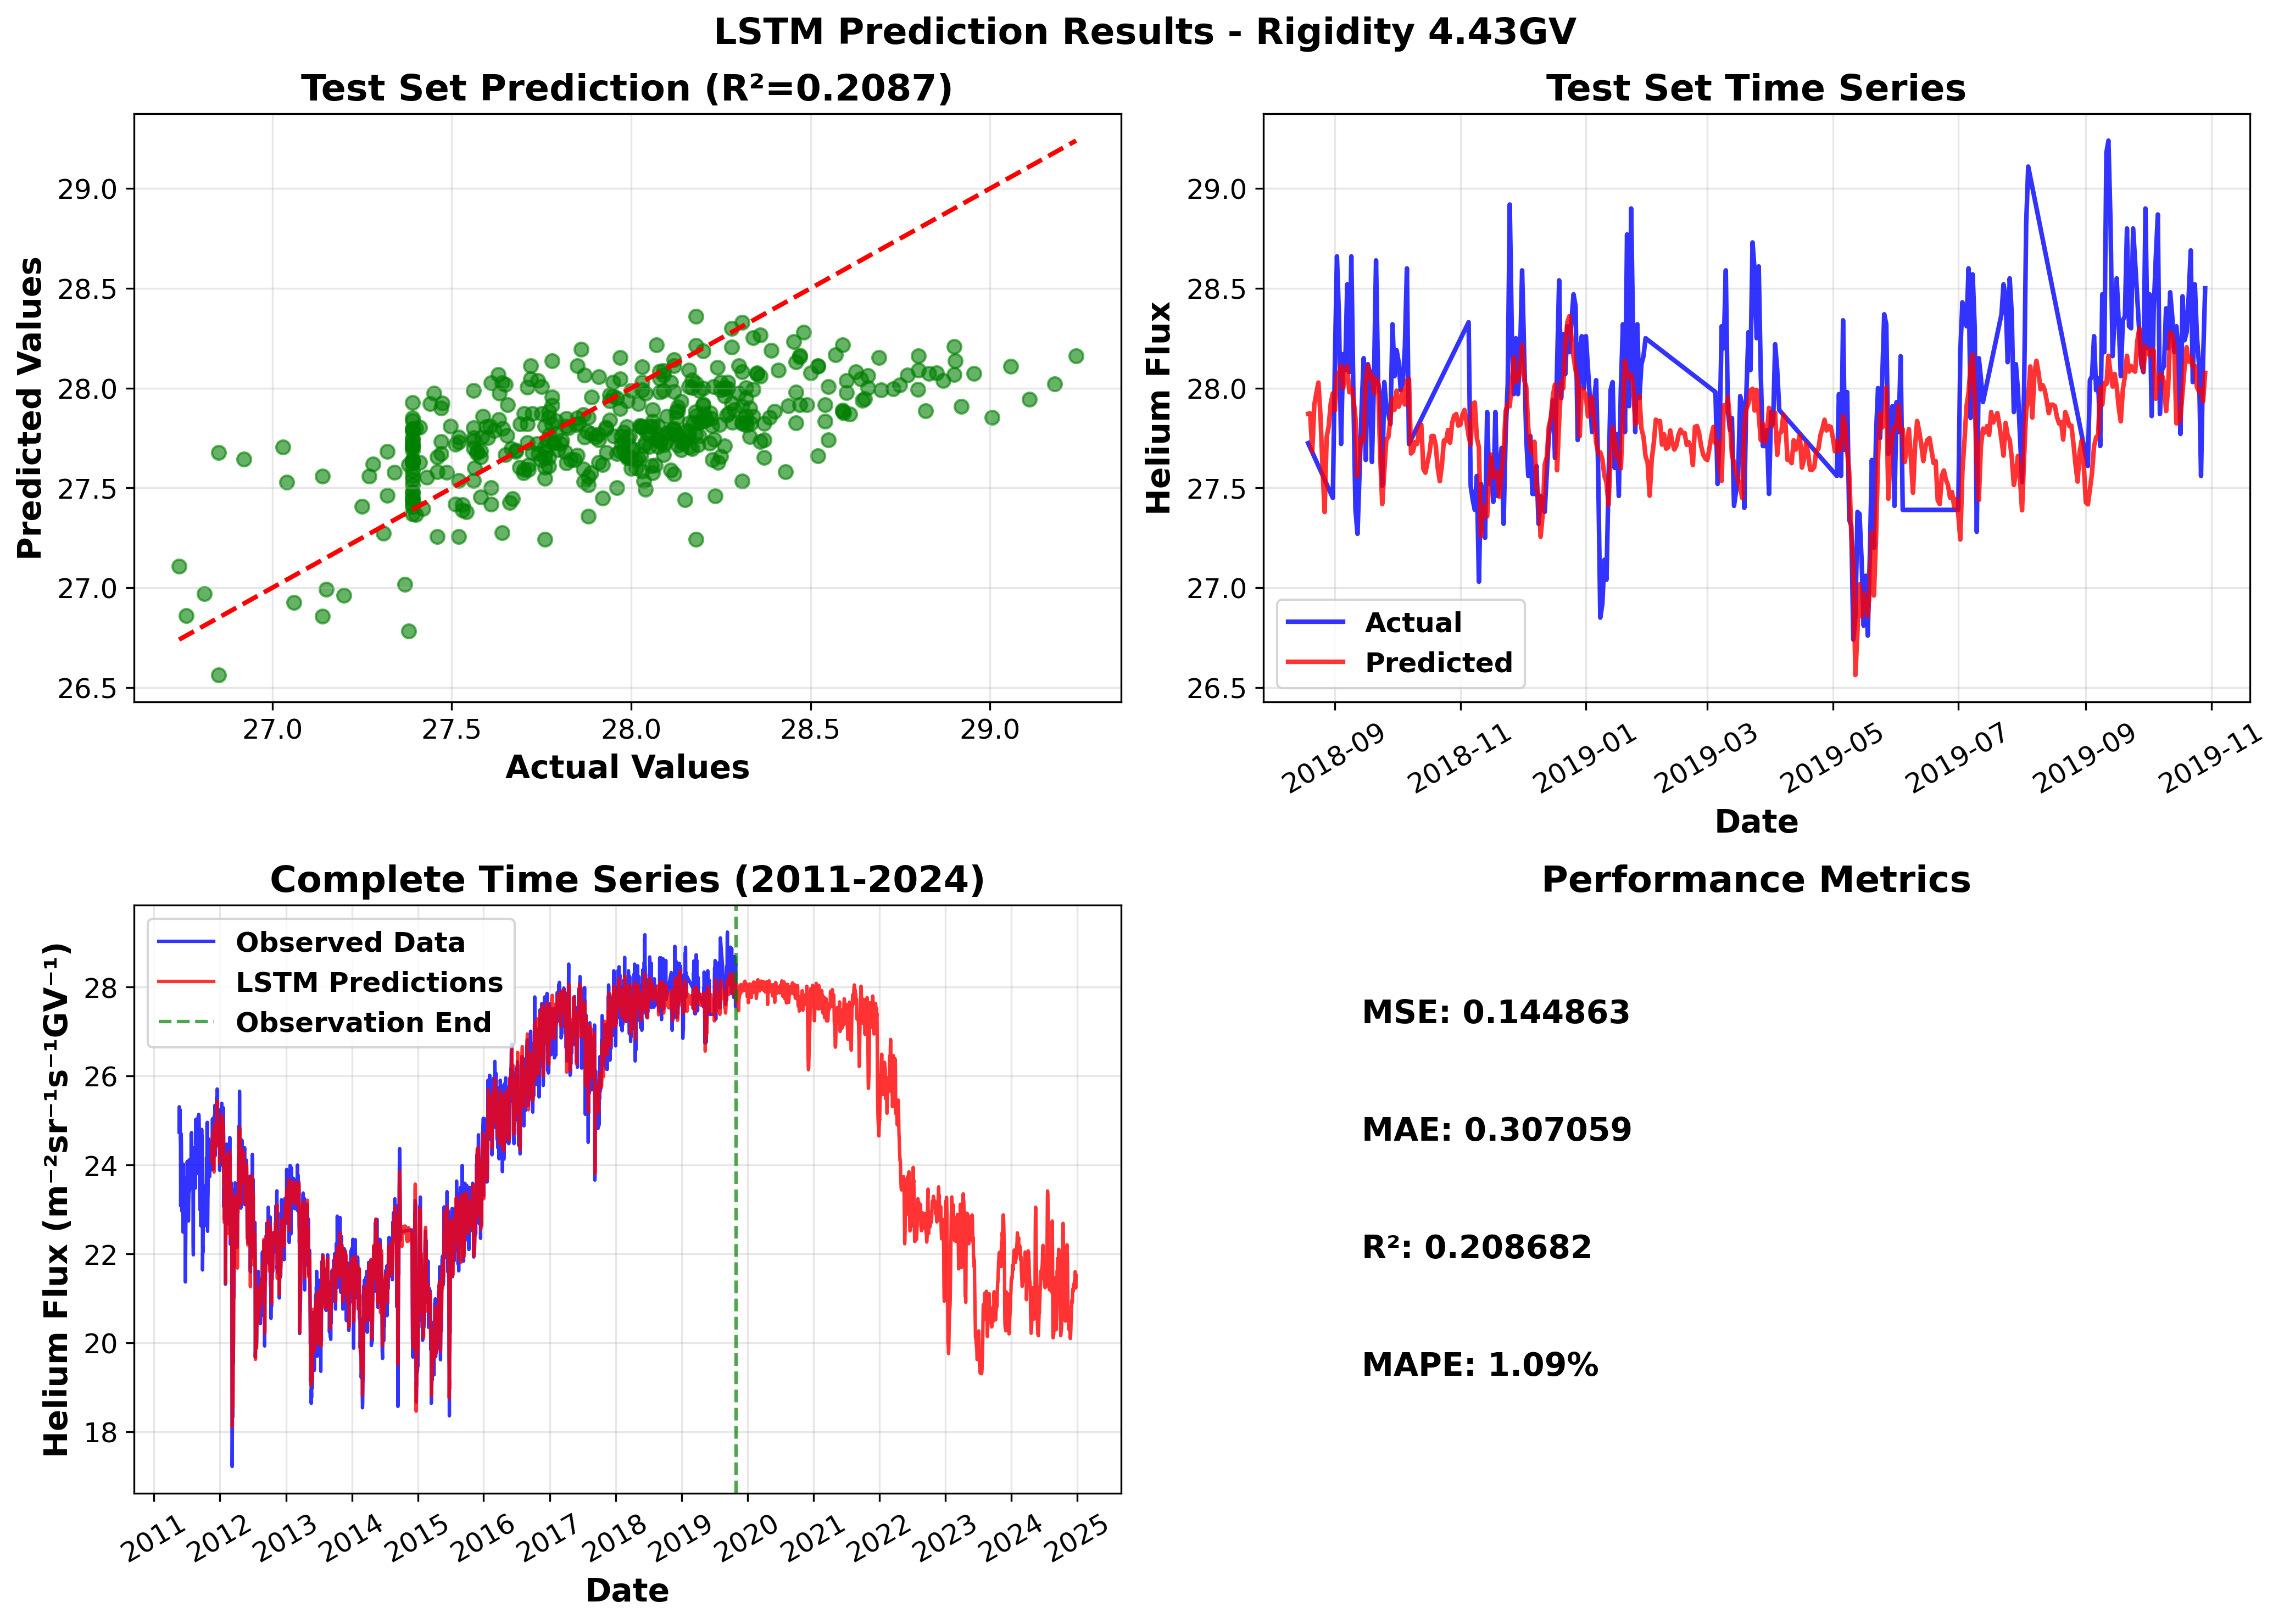 LSTM Prediction Results - Rigidity 4.43GV
Test Set Prediction (R²=0.2087)
Predicted Values
29.0
28.5
28.0
27.5
27.0
26.5
27.0 27.5 28.0 28.5 29.0
Actual Values
Test Set Time Series
Helium Flux
29.0
28.5
28.0
27.5
27.0
26.5
Actual
Predicted
2018-09 2018-11 2019-01 2019-03 2019-05 2019-07 2019-09 2019-11
Date
Complete Time Series (2011-2024)
Helium Flux (m⁻²sr⁻¹s⁻¹GV⁻¹)
28
26
24
22
20
18
Observed Data
LSTM Predictions
Observation End
2011 2012 2013 2014 2015 2016 2017 2018 2019 2020 2021 2022 2023 2024 2025
Date
Performance Metrics
MSE: 0.144863
MAE: 0.307059
R²: 0.208682
MAPE: 1.09%